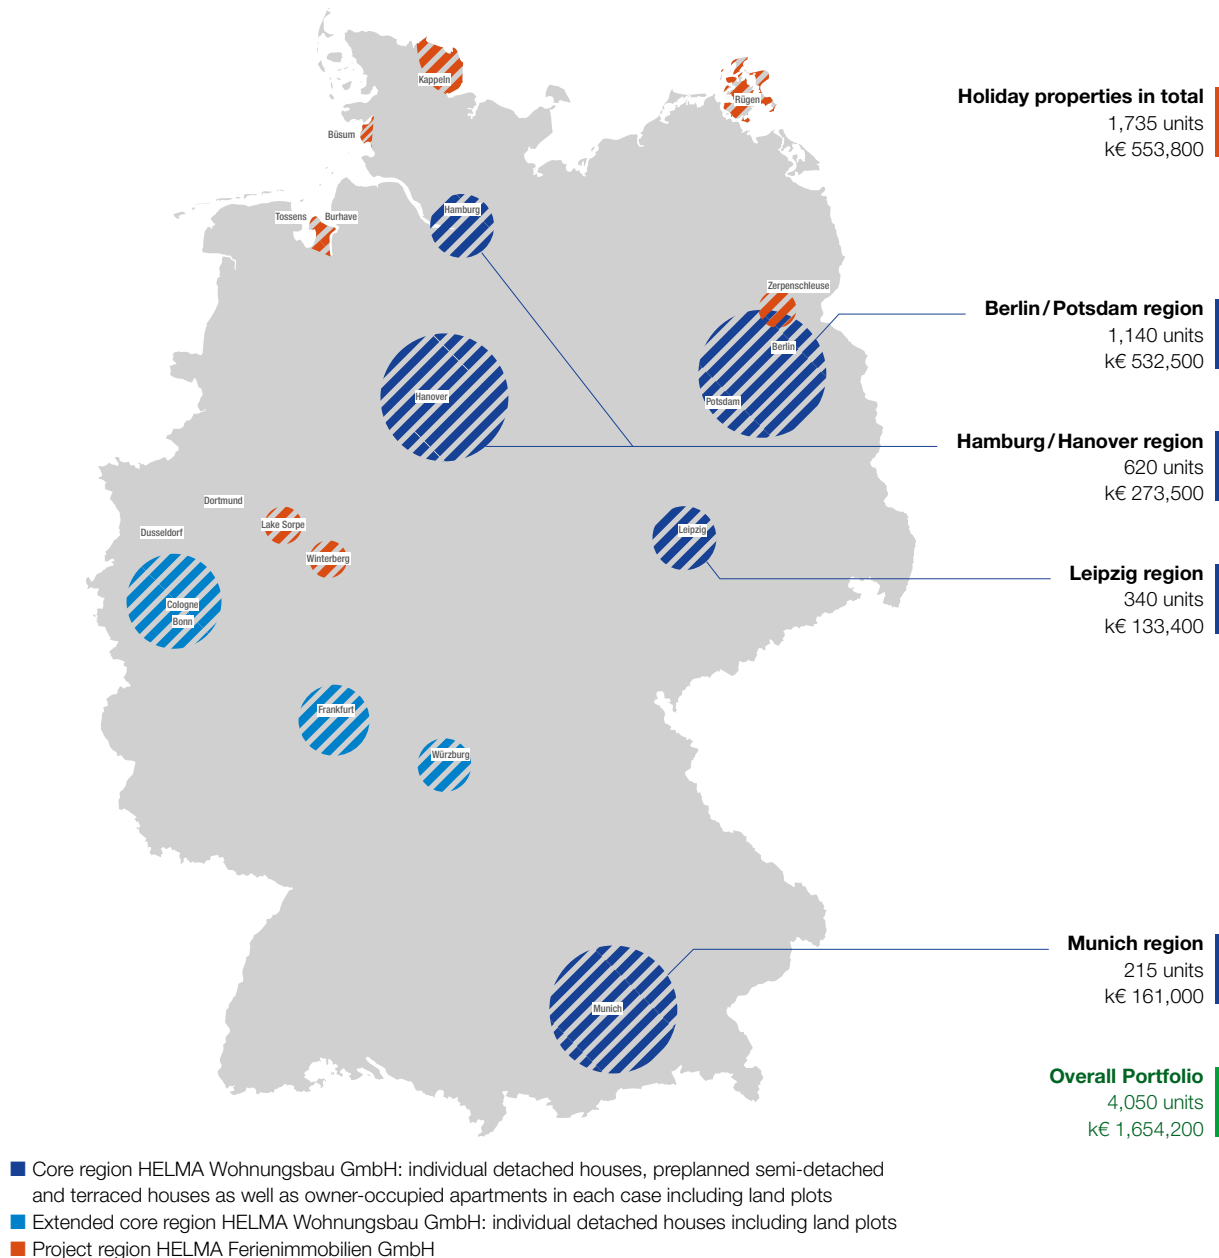 Kappeln
Rügen
Büsum
Tossens
Burhave
Hamburg
Zerpenschleuse
Berlin
Potsdam
Hanover
Dortmund
Lake Sorpe
Dusseldorf
Winterberg
Leipzig
Cologne
Bonn
Frankfurt
Würzburg
Munich
Holiday properties in total
1,735 units
k€ 553,800
Berlin/Potsdam region
1,140 units
k€ 532,500
Hamburg/Hanover region
620 units
k€ 273,500
Leipzig region
340 units
k€ 133,400
Munich region
215 units
k€ 161,000
Overall Portfolio
4,050 units
k€ 1,654,200
Core region HELMA Wohnungsbau GmbH: individual detached houses, preplanned semi-detached
and terraced houses as well as owner-occupied apartments in each case including land plots
Extended core region HELMA Wohnungsbau GmbH: individual detached houses including land plots
Project region HELMA Ferienimmobilien GmbH